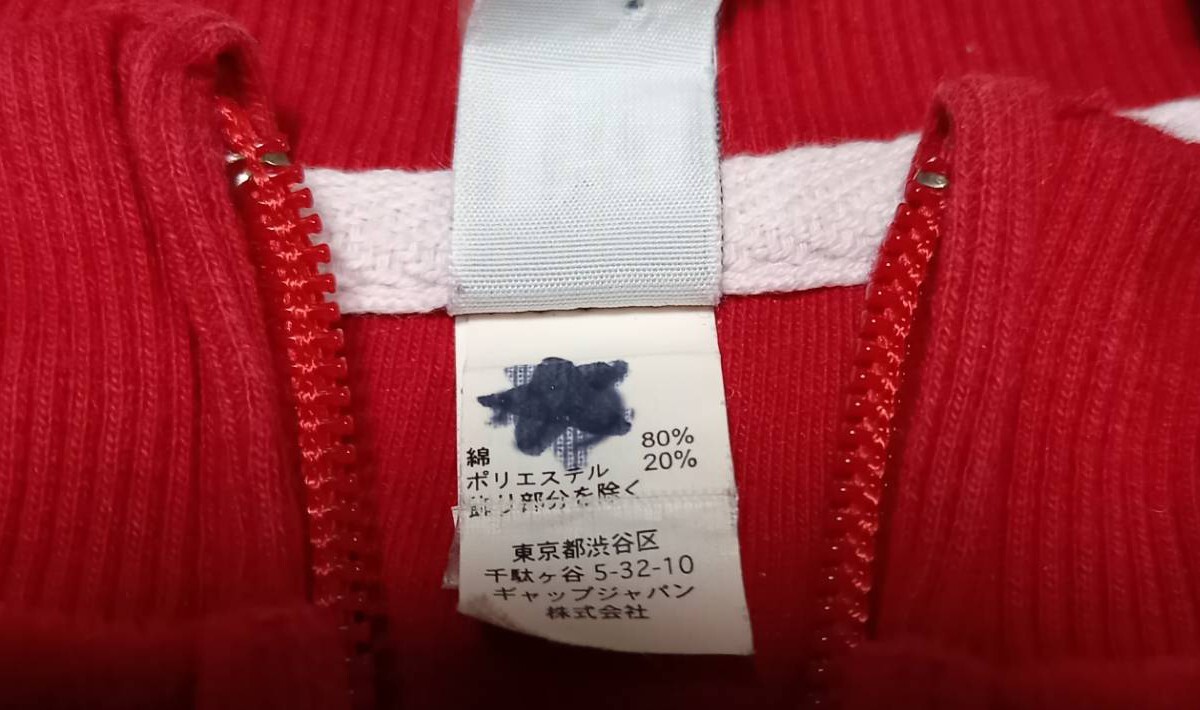 綿 80%
ポリエステル 20%
飾り部分を除く
東京都渋谷区
千駄ヶ谷 5-32-10
ギャップジャパン
株式会社